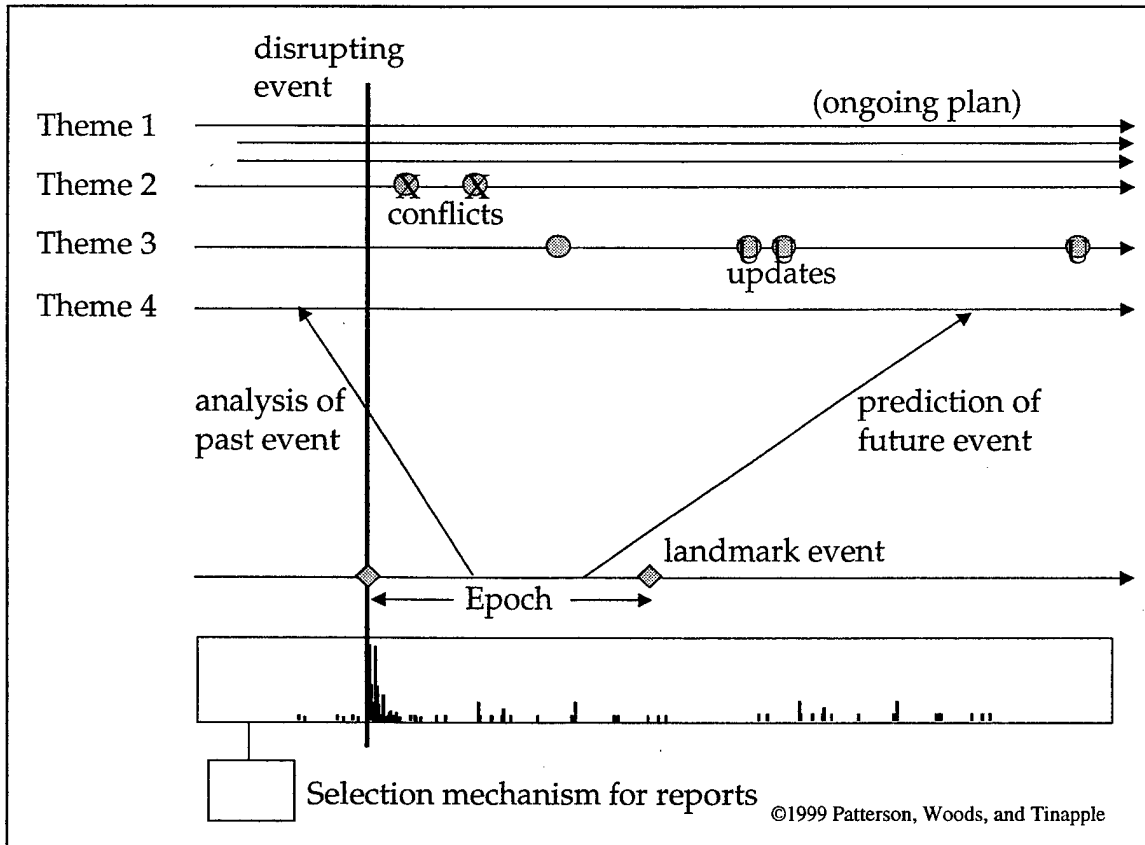 disrupting
event
(ongoing plan)
Theme 1
Theme 2
X X
conflicts
Theme 3
U U U
updates
Theme 4
analysis of
past event
prediction of
future event
landmark event
Epoch
Selection mechanism for reports
©1999 Patterson, Woods, and Tinapple